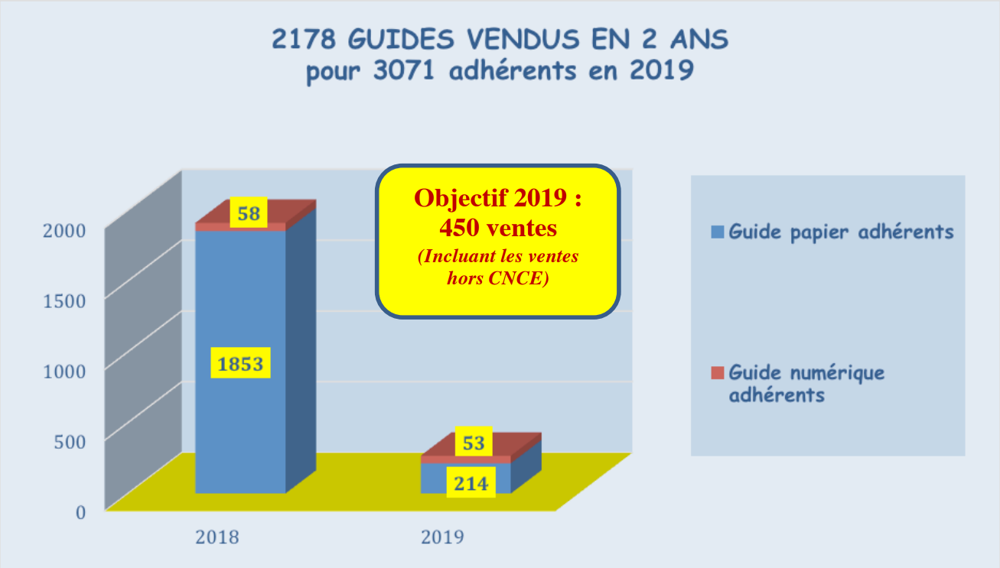 2178 GUIDES VENDUS EN 2 ANS
pour 3071 adhérents en 2019
Objectif 2019 :
450 ventes
(Incluant les ventes
hors CNCE)
2000
1500
1000
500
0
58
1853
53
214
2018
2019
Guide papier adhérents
Guide numérique
adhérents